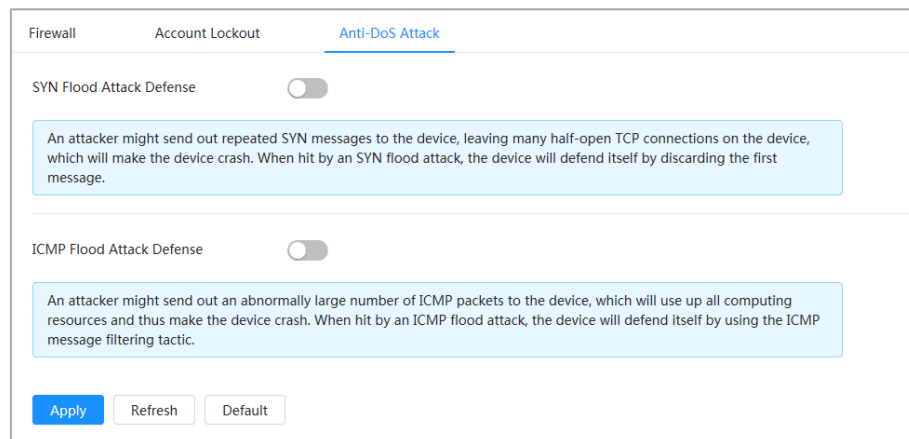 Firewall Account Lockout Anti-DoS Attack
SYN Flood Attack Defense
An attacker might send out repeated SYN messages to the device, leaving many half-open TCP connections on the device,
which will make the device crash. When hit by an SYN flood attack, the device will defend itself by discarding the first
message.
ICMP Flood Attack Defense
An attacker might send out an abnormally large number of ICMP packets to the device, which will use up all computing
resources and thus make the device crash. When hit by an ICMP flood attack, the device will defend itself by using the ICMP
message filtering tactic.
Apply Refresh Default